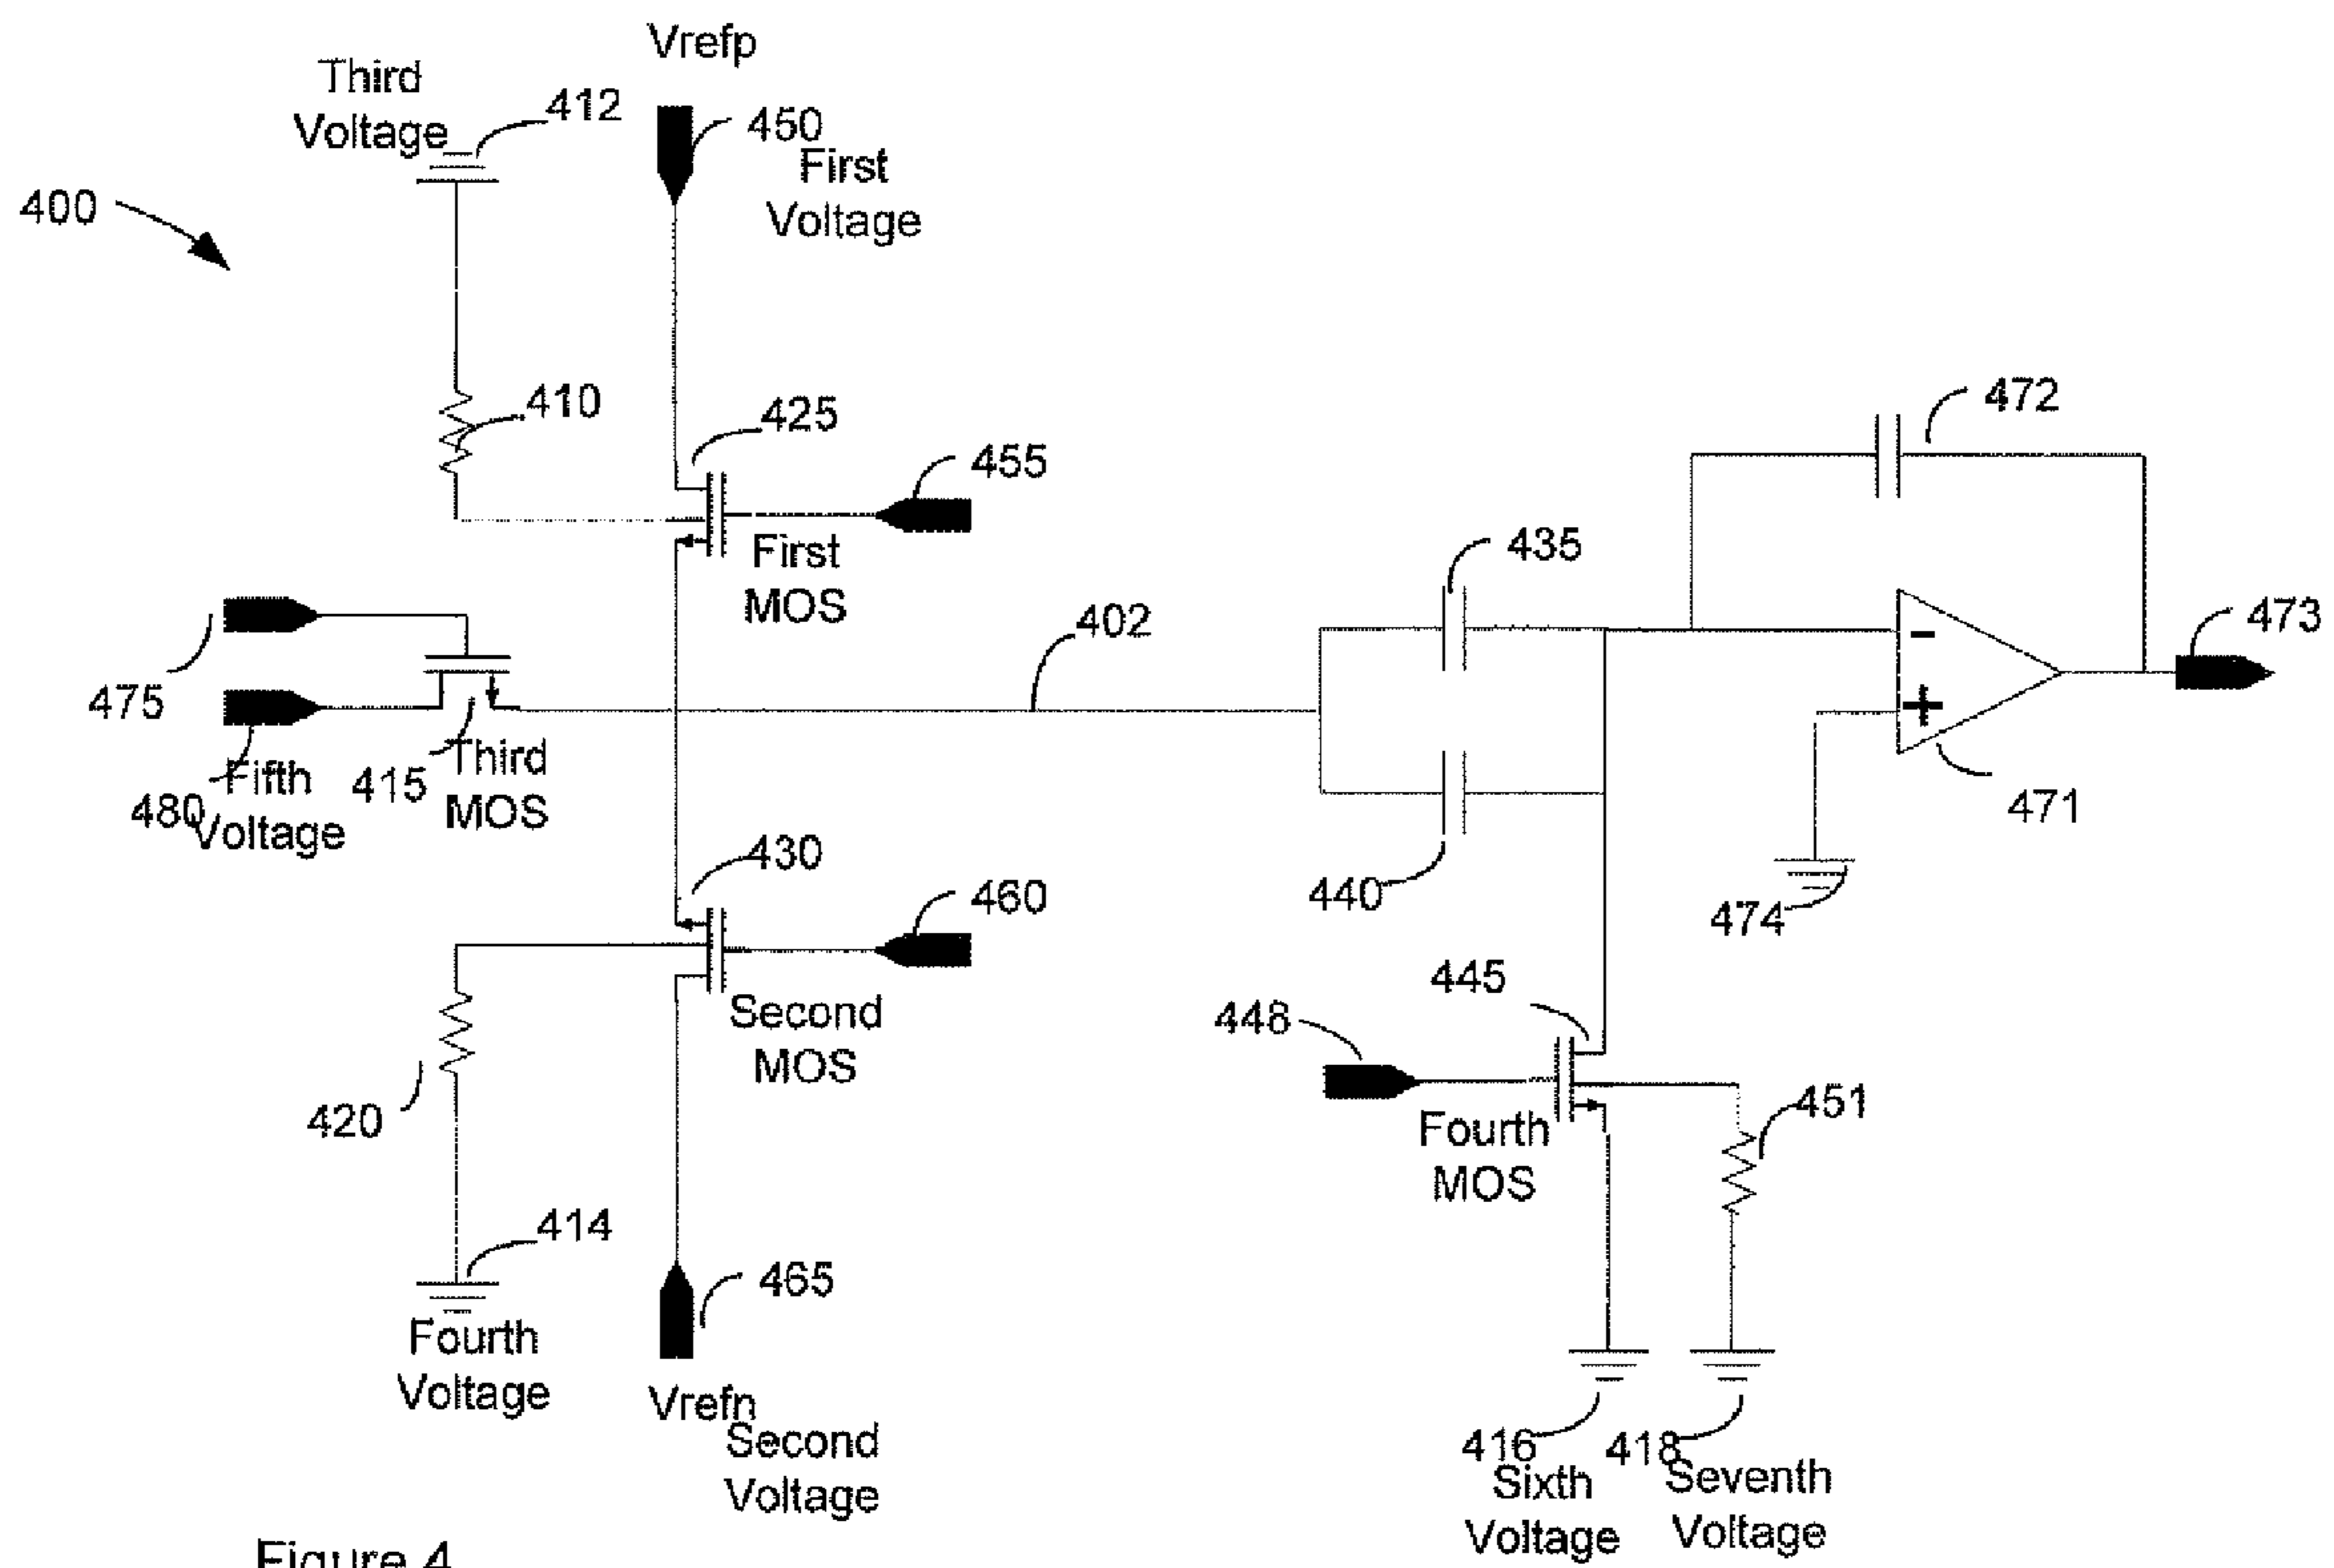 Vrefp
Third
Voltage
412
450
First
Voltage
400
410
425
455
First
MOS
472
435
402
473
475
415
Third
MOS
480
Fifth
Voltage
471
430
460
440
474
Second
MOS
445
448
420
Fourth
MOS
451
414
465
Fourth
Voltage
Vrefn
Second
Voltage
416
418
Sixth
Voltage
Seventh
Voltage
-
+
Figure 4